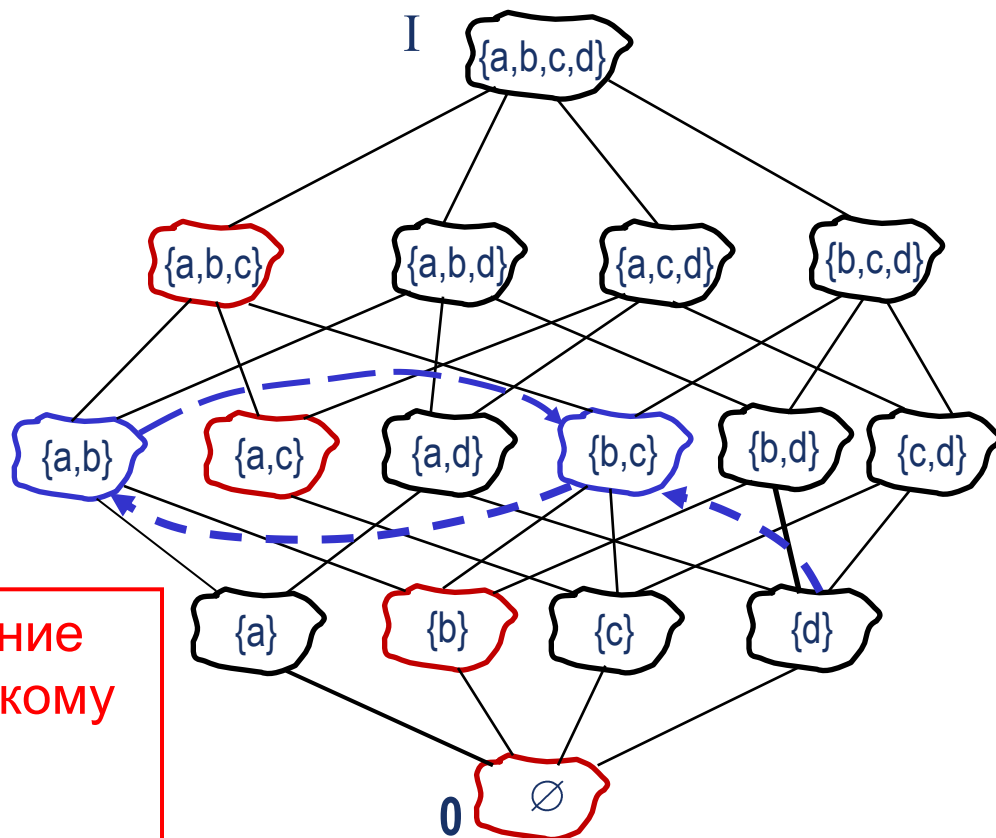 I
{a,b,c,d}
{a,b,c} {a,b,d} {a,c,d} {b,c,d}
{a,b} {a,c} {a,d} {b,c} {b,d} {c,d}
{a} {b} {c} {d}
ние
кому
0 ∅